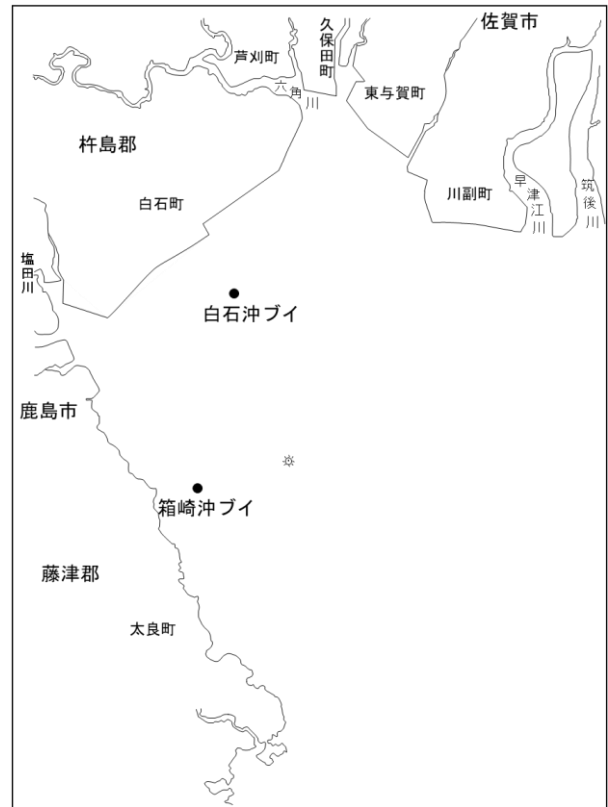 佐賀市
久保田町
芦刈町
六角川
東与賀町
杵島郡
白石町
川副町
早津江川
筑後川
塩田川
白石沖ブイ
鹿島市
箱崎沖ブイ
藤津郡
太良町